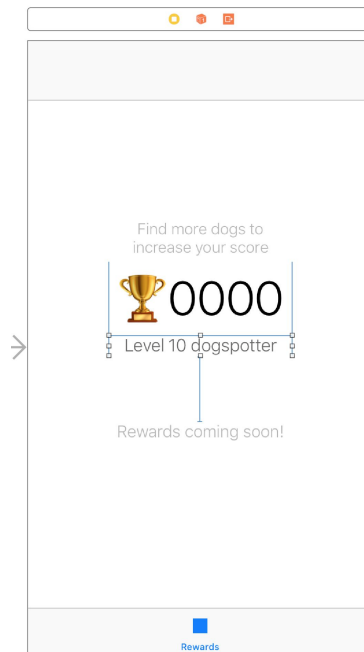 Find more dogs to
increase your score
🏆0000
Level 10 dogspotter
Rewards coming soon!
Rewards